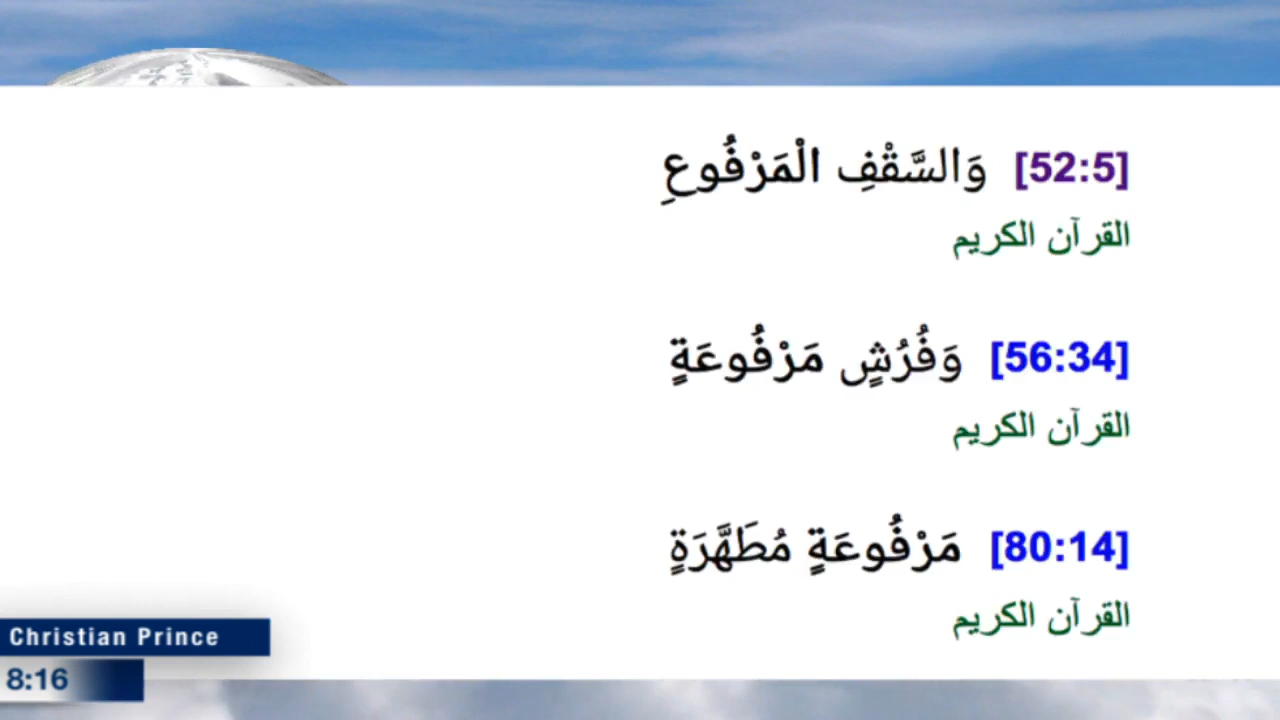 [52:5] وَالسَّقْفِ الْمَرْفُوعِ
القرآن الكريم
[56:34] وَفُرُشٍ مَرْفُوعَةٍ
القرآن الكريم
[80:14] مَرْفُوعَةٍ مُطَهَّرَةٍ
القرآن الكريم
Christian Prince
8:16